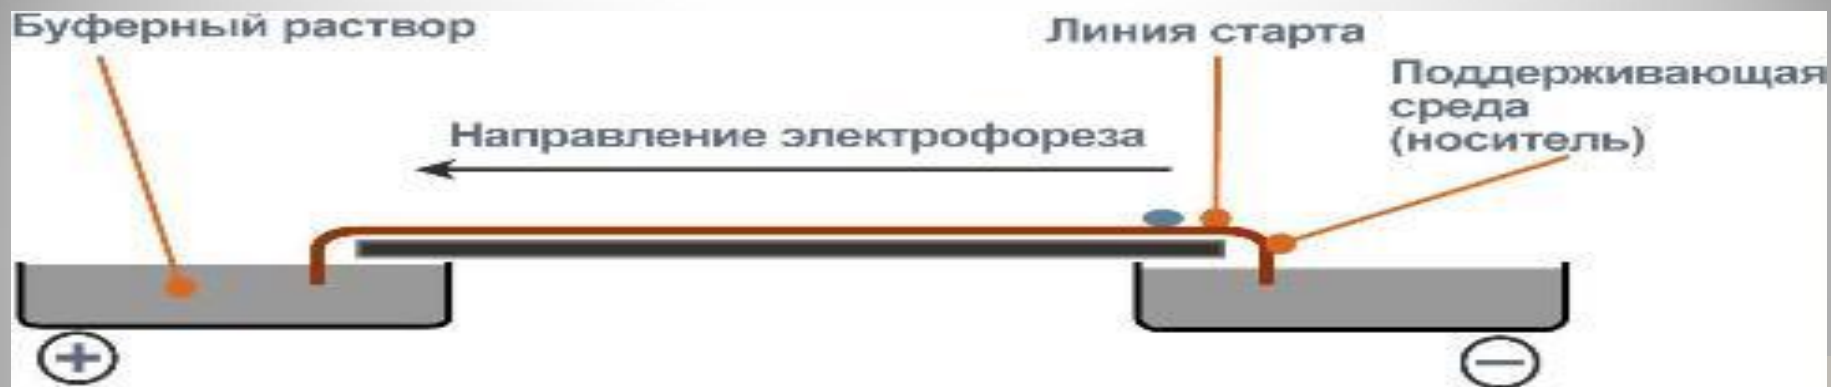 Буферный раствор
Линия старта
Поддерживающая
среда
(носитель)
Направление электрофореза
+
−